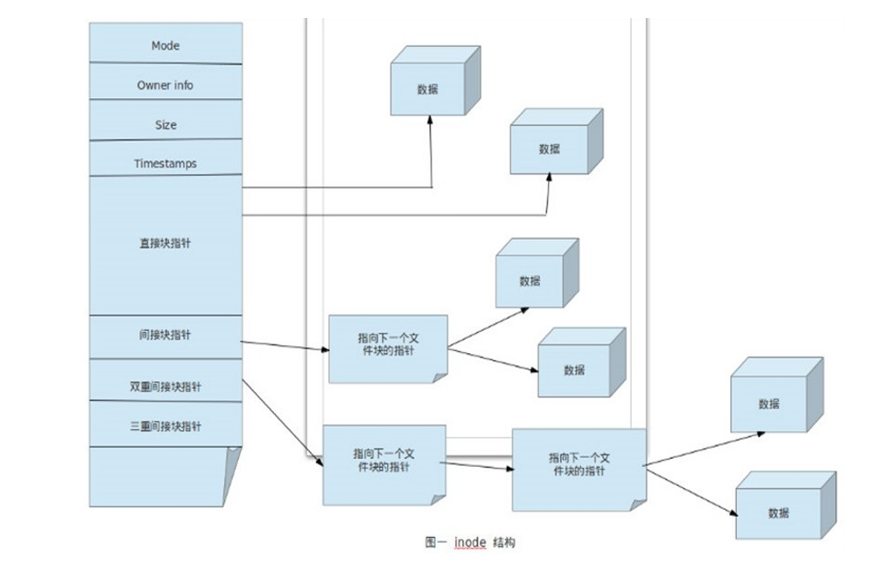 Mode
Owner info
Size
Timestamps
直接块指针
间接块指针
双重间接块指针
三重间接块指针
数据
数据
数据
指向下一个文
件块的指针
数据
数据
指向下一个文
件块的指针
指向下一个文
件块的指针
数据
图一 inode 结构